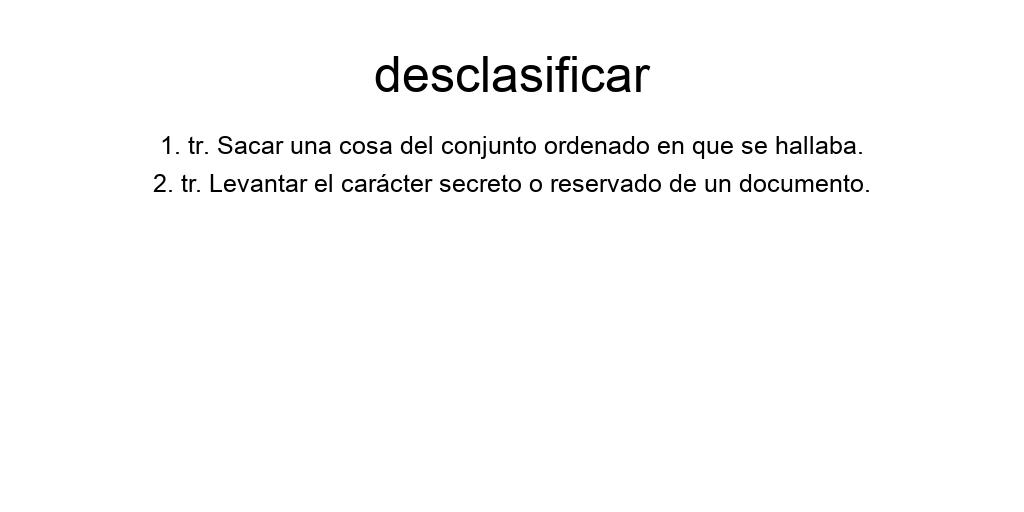 desclasificar
1. tr. Sacar una cosa del conjunto ordenado en que se hallaba.
2. tr. Levantar el carácter secreto o reservado de un documento.